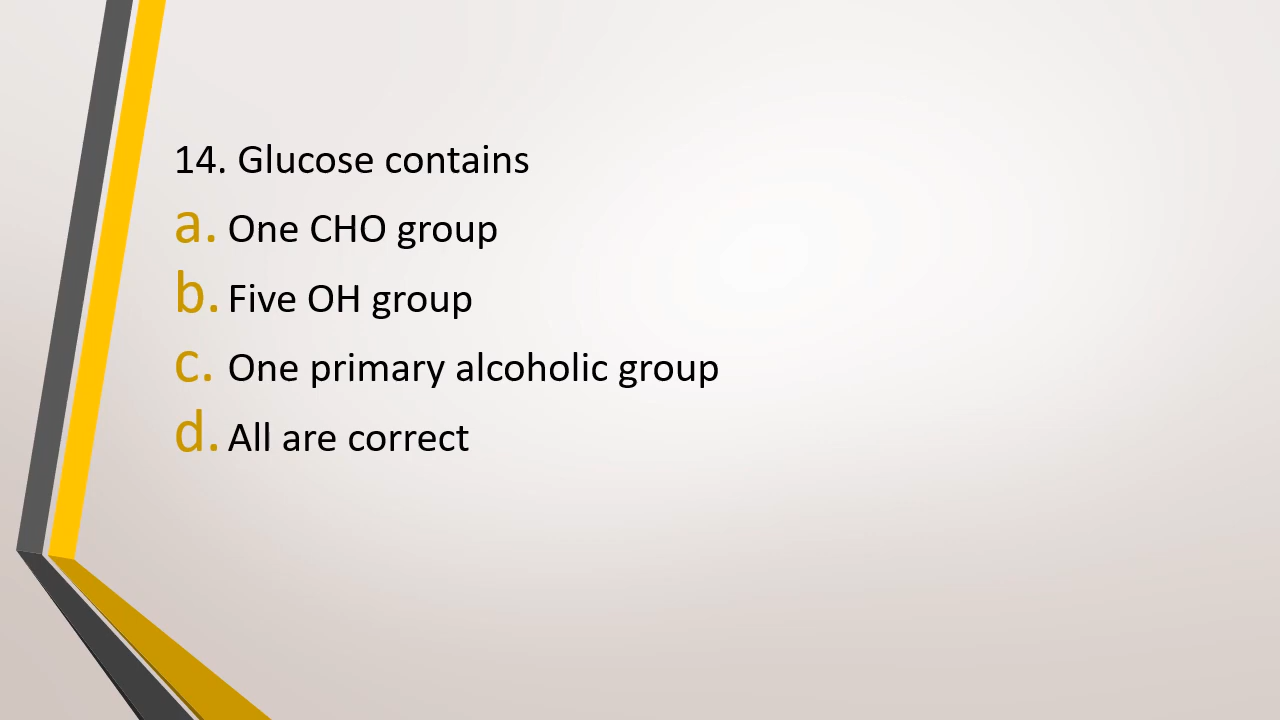 14. Glucose contains
a. One CHO group
b. Five OH group
c. One primary alcoholic group
d. All are correct